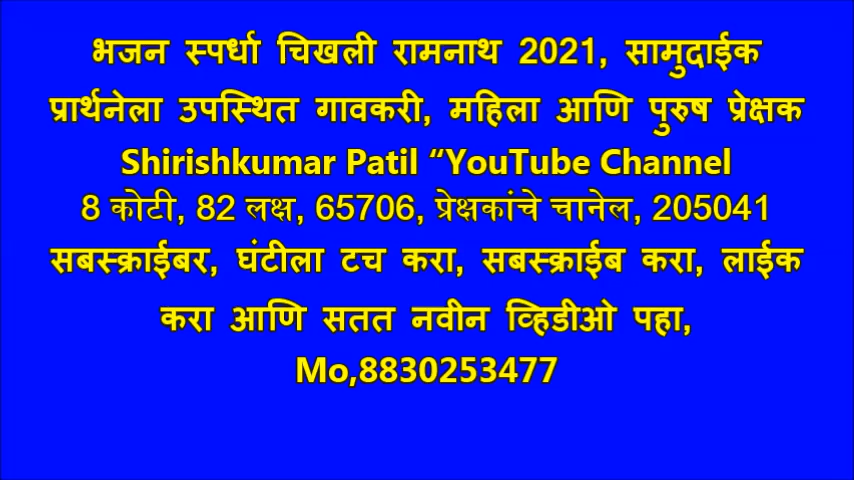 भजन स्पर्धा चिखली रामनाथ 2021, सामुदाईक
प्रार्थनेला उपस्थित गावकरी, महिला आणि पुरुष प्रेक्षक
Shirishkumar Patil “YouTube Channel
8 कोटी, 82 लक्ष, 65706, प्रेक्षकांचे चानेल, 205041
सबस्क्राईबर, घंटीला टच करा, सबस्क्राईब करा, लाईक
करा आणि सतत नवीन व्हिडीओ पहा,
Mo,8830253477